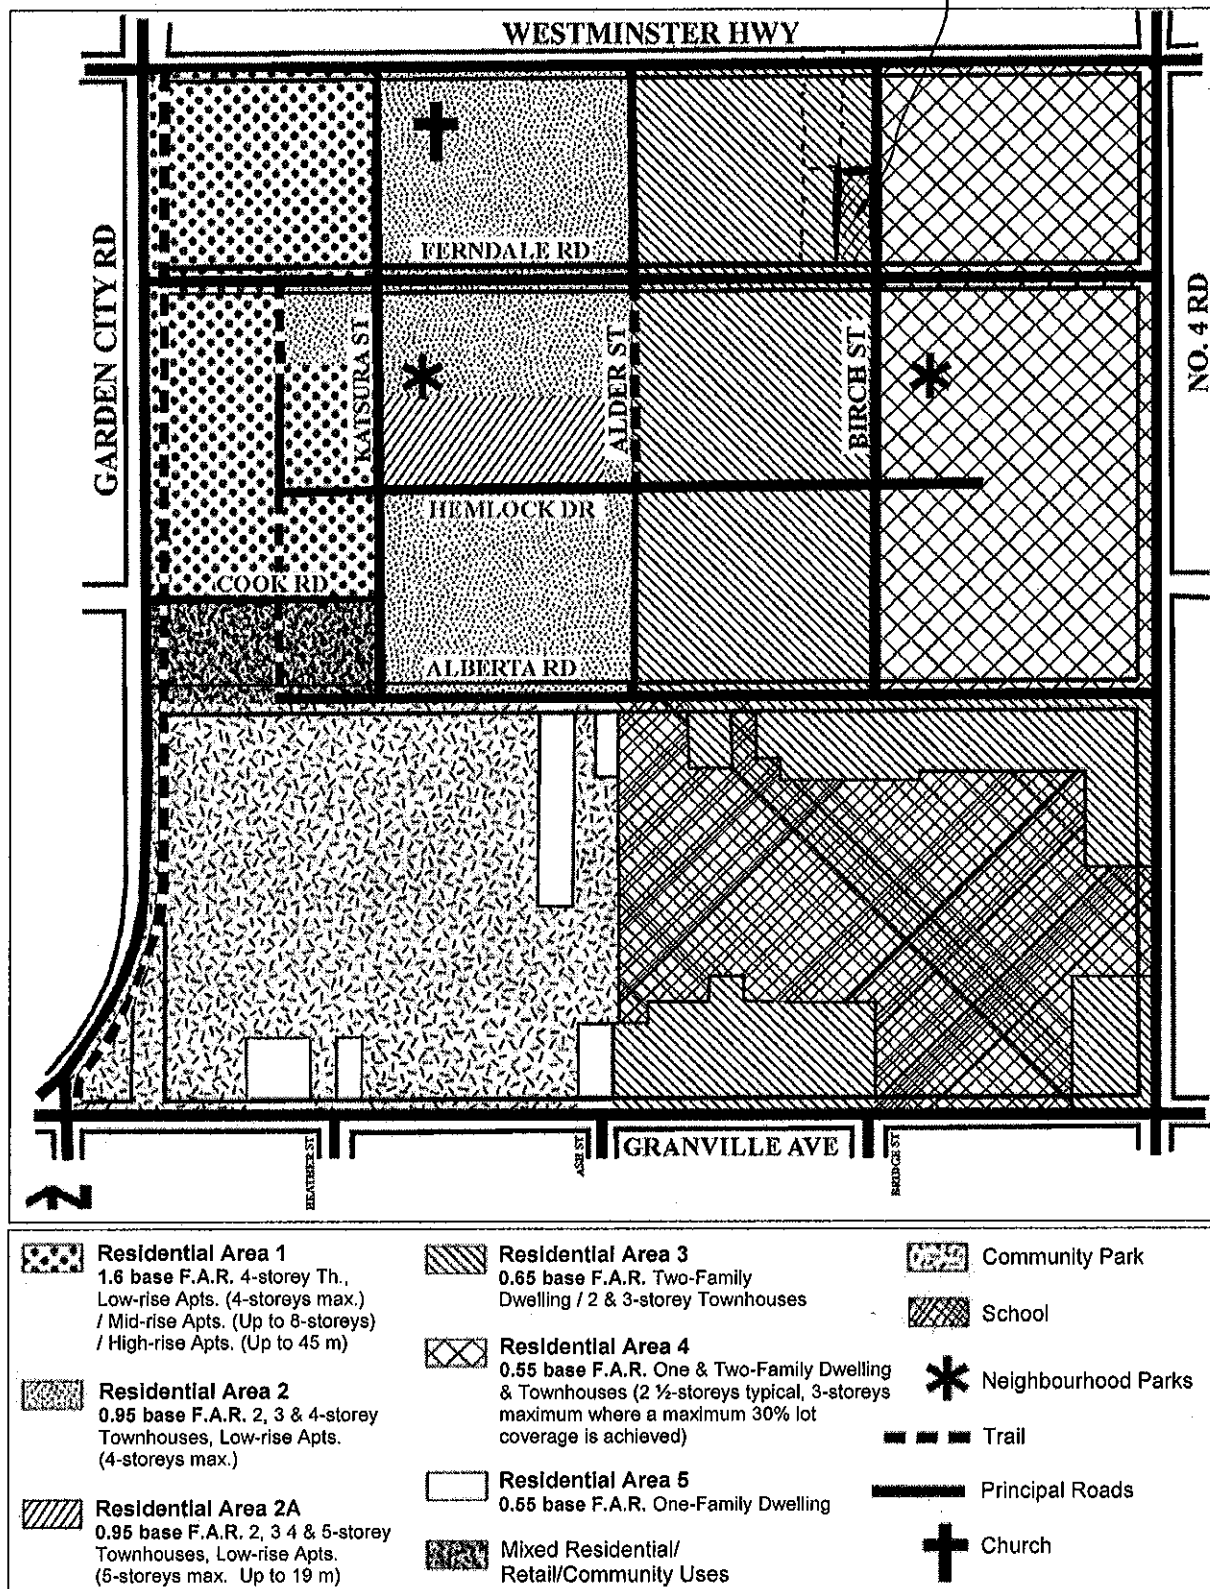 WESTMINSTER HWY
GARDEN CITY RD
NO. 4 RD
FERNDALE RD
KATSURA ST
ALDER ST
BIRCH ST
HEMLOCK DR
COOK RD
ALBERTA RD
GRANVILLE AVE
HEATHER ST
ASH ST
BRIDGE ST
N
Residential Area 1
1.6 base F.A.R. 4-storey Th.,
Low-rise Apts. (4-storeys max.)
/ Mid-rise Apts. (Up to 8-storeys)
/ High-rise Apts. (Up to 45 m)
Residential Area 2
0.95 base F.A.R. 2, 3 & 4-storey
Townhouses, Low-rise Apts.
(4-storeys max.)
Residential Area 2A
0.95 base F.A.R. 2, 3 4 & 5-storey
Townhouses, Low-rise Apts.
(5-storeys max. Up to 19 m)
Residential Area 3
0.65 base F.A.R. Two-Family
Dwelling / 2 & 3-storey Townhouses
Residential Area 4
0.55 base F.A.R. One & Two-Family Dwelling
& Townhouses (2 ½-storeys typical, 3-storeys
maximum where a maximum 30% lot
coverage is achieved)
Residential Area 5
0.55 base F.A.R. One-Family Dwelling
Mixed Residential/
Retail/Community Uses
Community Park
School
Neighbourhood Parks
Trail
Principal Roads
Church